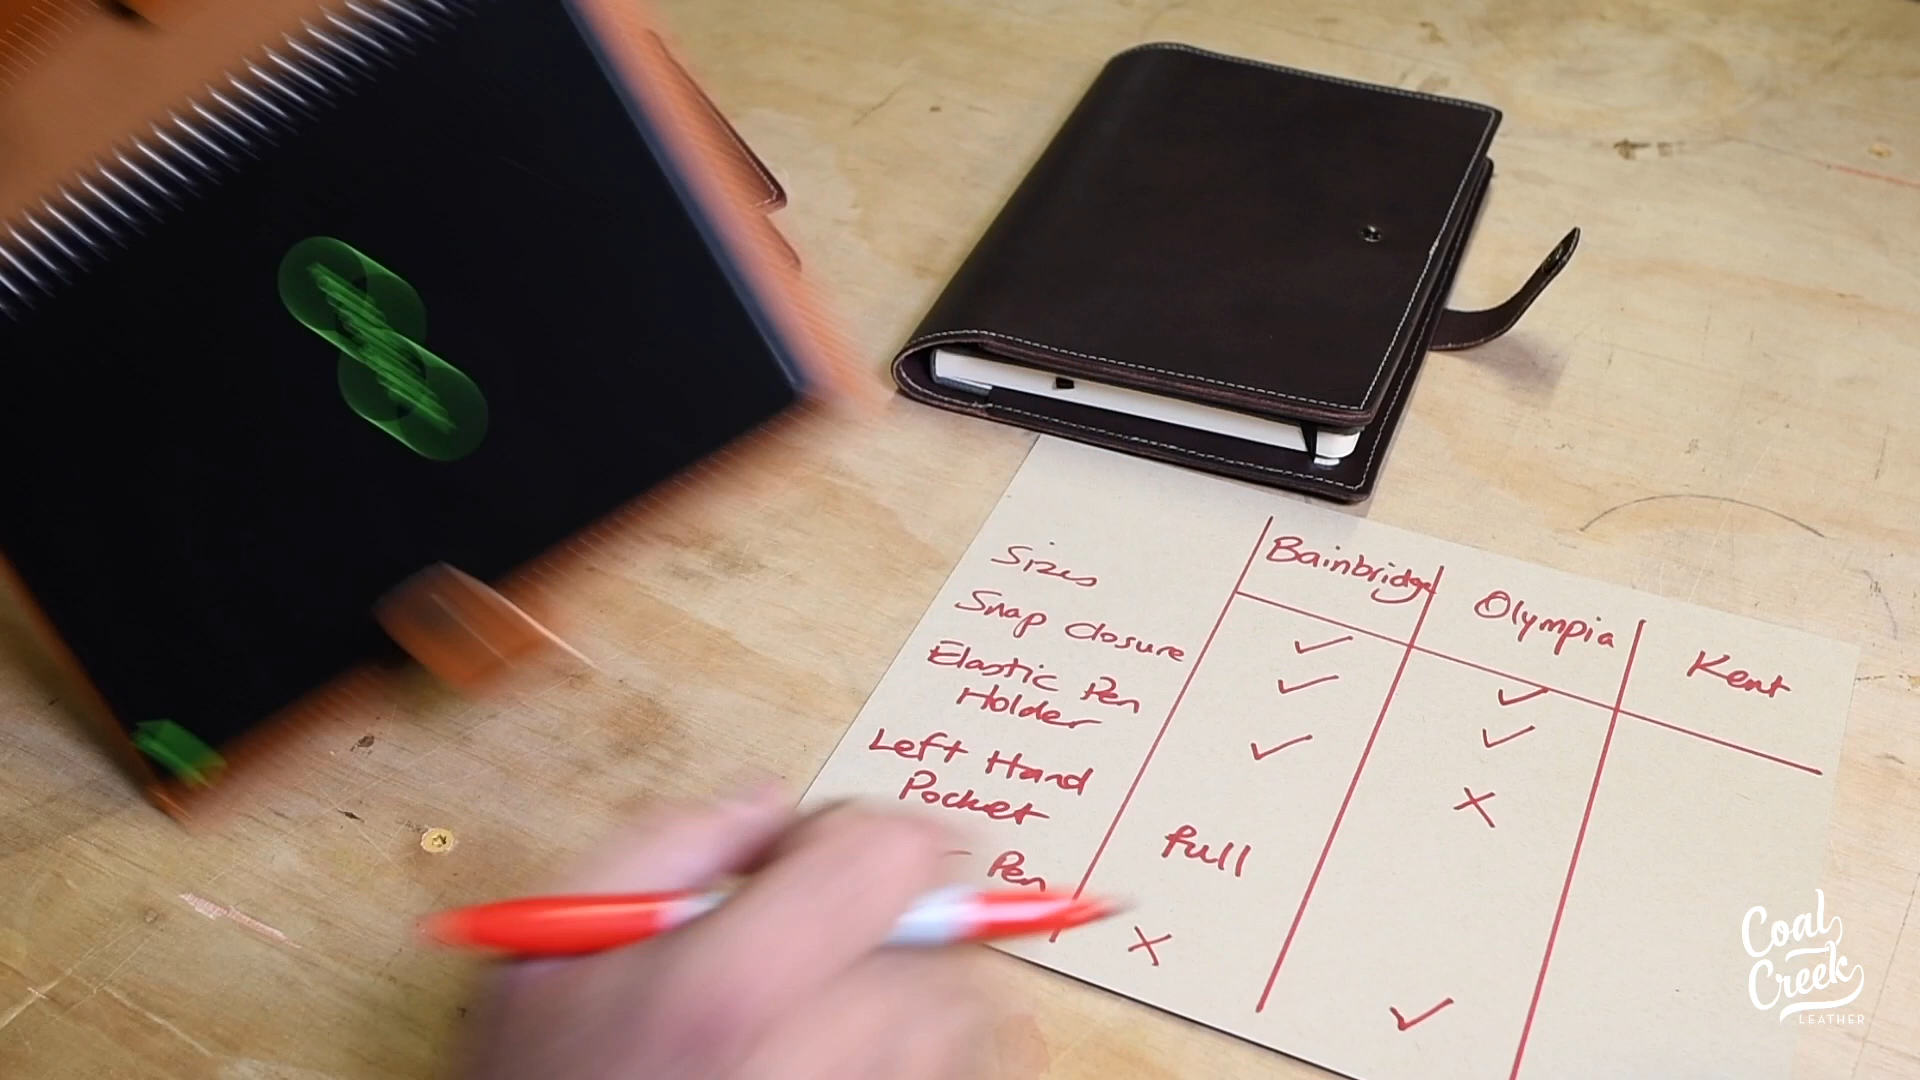 Bainbridge Olympia Kent
Sizes
Snap Closure
Elastic Pen
Holder
Left Hand
Pocket
full
Pen
Coal
Creek
LEATHER